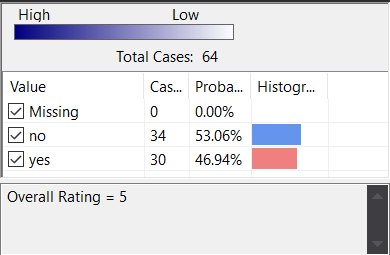 High Low
Total Cases: 64
Value Cas... Proba... Histogr...
Missing 0 0.00%
no 34 53.06%
yes 30 46.94%
Overall Rating = 5